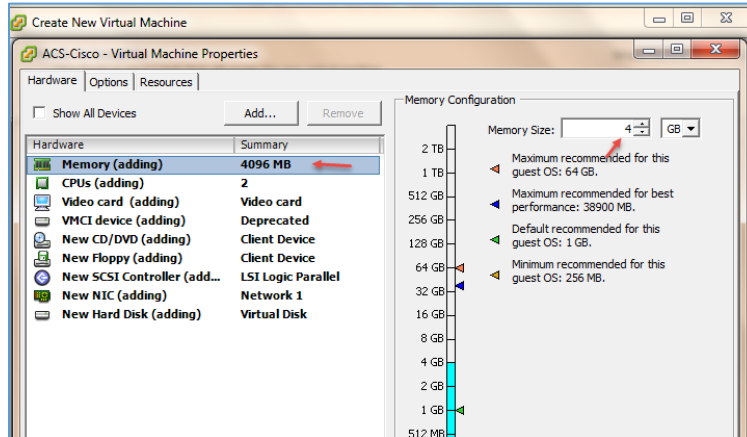 Create New Virtual Machine
ACS-Cisco - Virtual Machine Properties
Hardware Options Resources
Show All Devices Add... Remove
Hardware Summary
Memory (adding) 4096 MB
CPUs (adding) 2
Video card (adding) Video card
VMCI device (adding) Deprecated
New CD/DVD (adding) Client Device
New Floppy (adding) Client Device
New SCSI Controller (add... LSI Logic Parallel
New NIC (adding) Network 1
New Hard Disk (adding) Virtual Disk
Memory Configuration
Memory Size: 4 GB
2 TB
1 TB
512 GB
256 GB
128 GB
64 GB
32 GB
16 GB
8 GB
4 GB
2 GB
1 GB
512 MB
Maximum recommended for this
guest OS: 64 GB.
Maximum recommended for best
performance: 38900 MB.
Default recommended for this
guest OS: 1 GB.
Minimum recommended for this
guest OS: 256 MB.